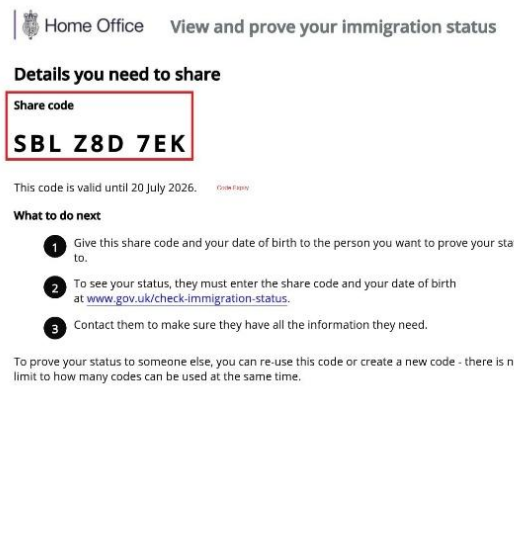 Home Office View and prove your immigration status
Details you need to share
Share code
SBL Z8D 7EK
This code is valid until 20 July 2026. Code Expiry
What to do next
1 Give this share code and your date of birth to the person you want to prove your sta
to.
2 To see your status, they must enter the share code and your date of birth
at www.gov.uk/check-immigration-status.
3 Contact them to make sure they have all the information they need.
To prove your status to someone else, you can re-use this code or create a new code - there is n
limit to how many codes can be used at the same time.